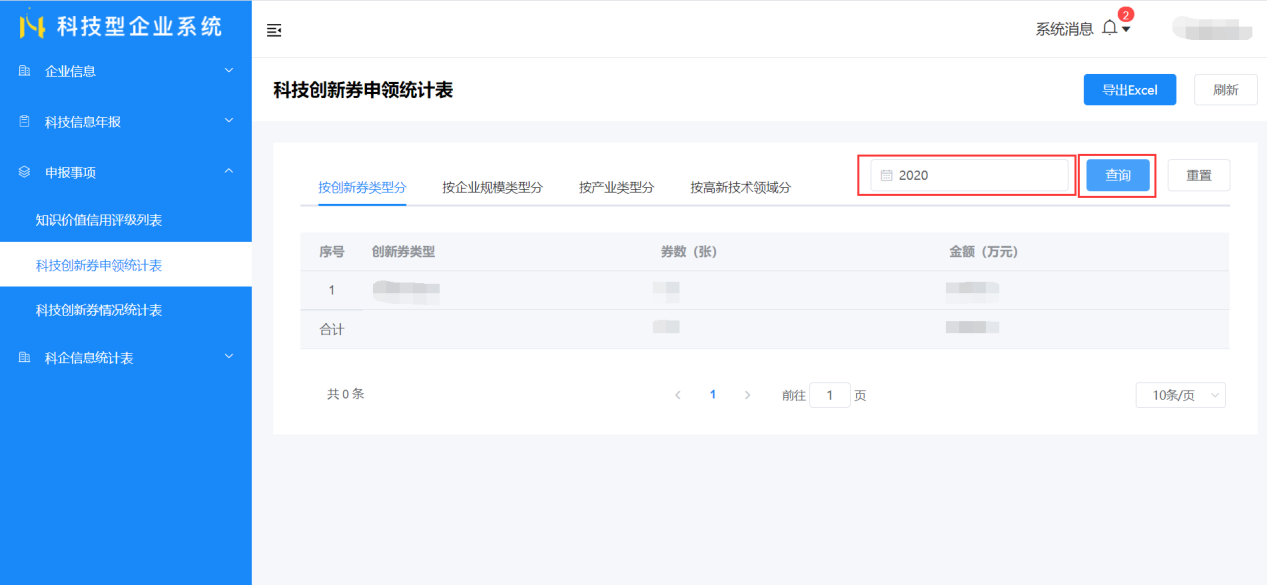 科技型企业系统
企业信息
科技信息年报
申报事项
知识价值信用评级列表
科技创新券申领统计表
科技创新券情况统计表
科企信息统计表
系统消息 2
科技创新券申领统计表
导出Excel 刷新
按创新券类型分 按企业规模类型分 按产业类型分 按高新技术领域分 2020 查询 重置
序号 创新券类型 券数（张） 金额（万元）
1
合计
共 0 条 1 前往 1 页 10条/页